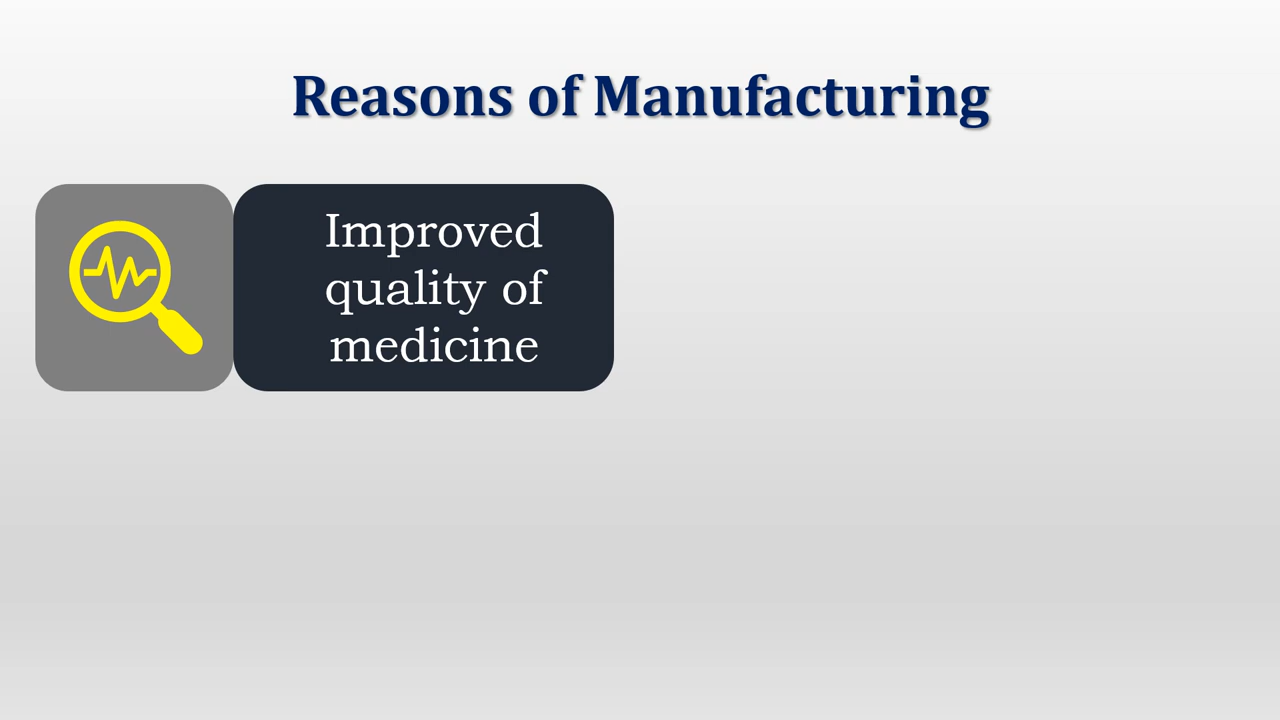 Reasons of Manufacturing
Improved
quality of
medicine